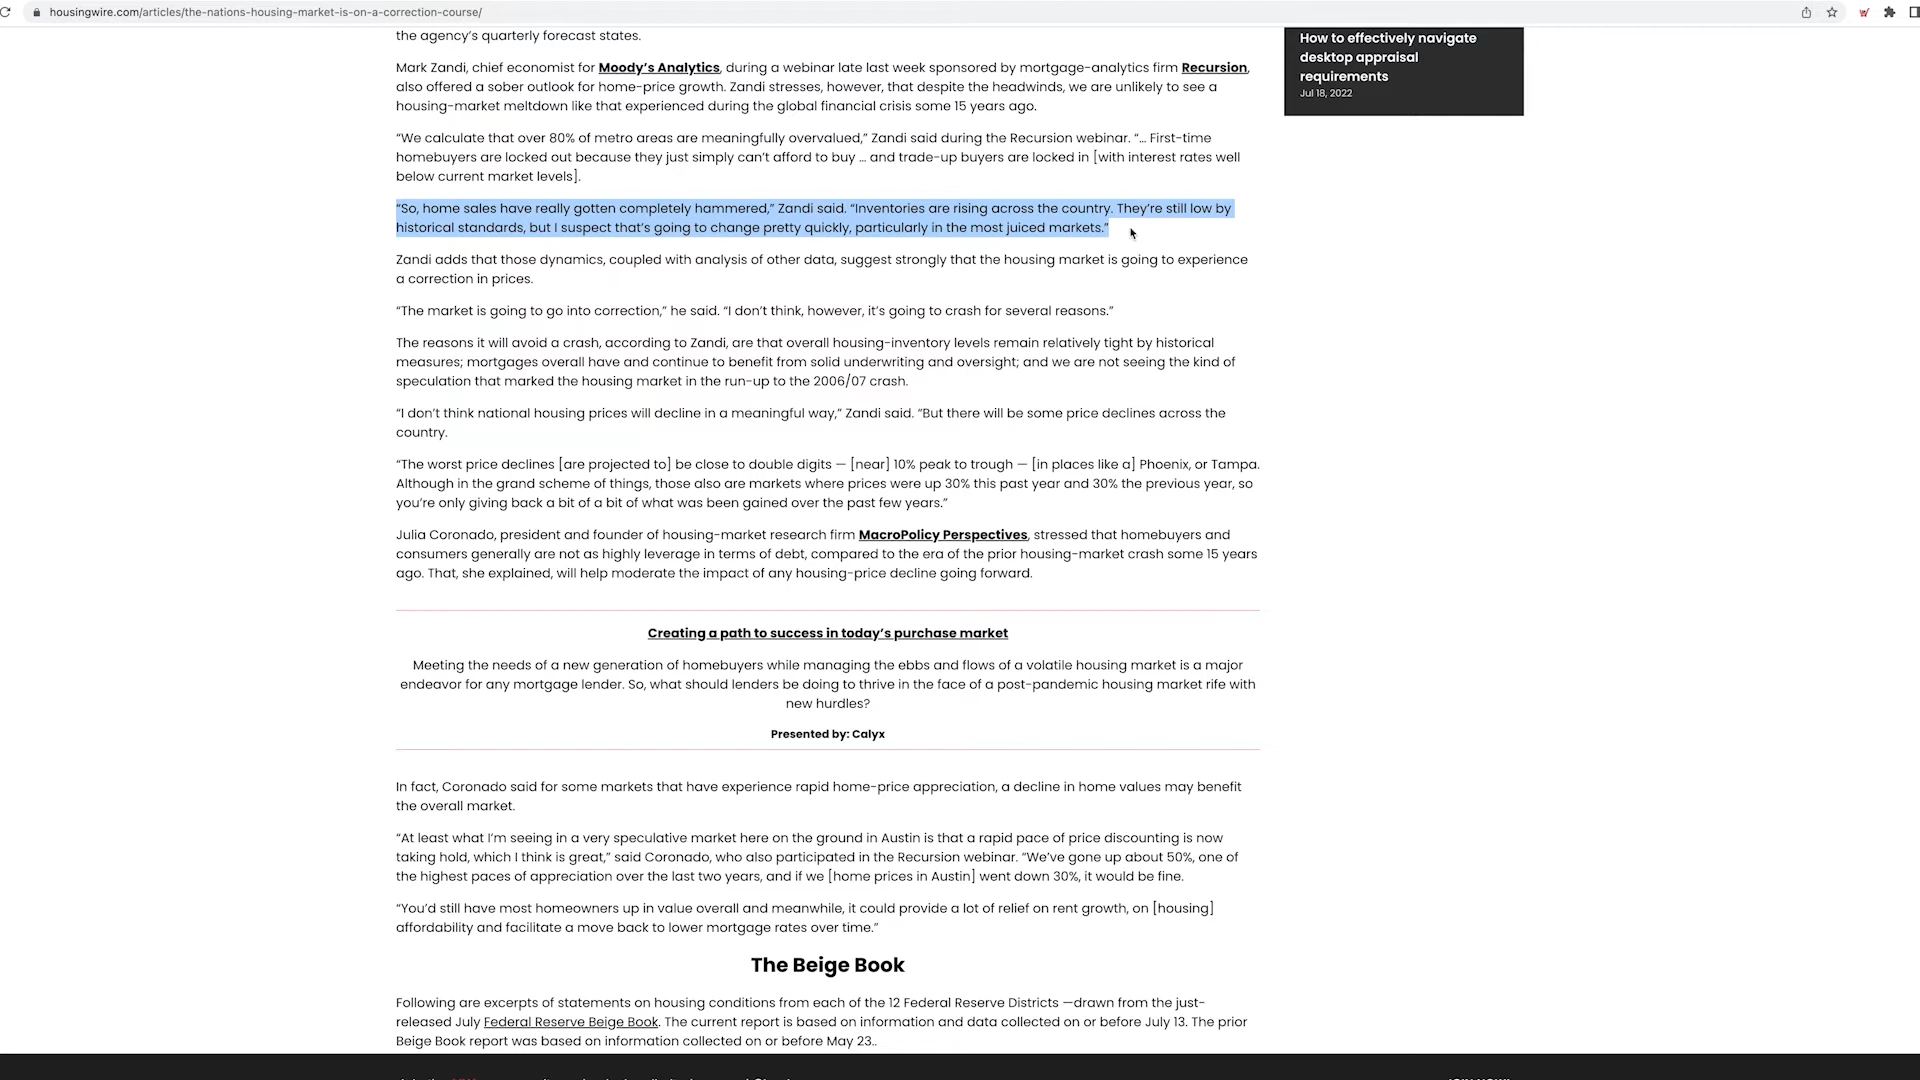 housingwire.com/articles/the-nations-housing-market-is-on-a-correction-course/
the agency's quarterly forecast states.
Mark Zandi, chief economist for Moody's Analytics, during a webinar late last week sponsored by mortgage-analytics firm Recursion,
also offered a sober outlook for home-price growth. Zandi stresses, however, that despite the headwinds, we are unlikely to see a
housing-market meltdown like that experienced during the global financial crisis some 15 years ago.
“We calculate that over 80% of metro areas are meaningfully overvalued,” Zandi said during the Recursion webinar. “… First-time
homebuyers are locked out because they just simply can't afford to buy … and trade-up buyers are locked in [with interest rates well
below current market levels].
“So, home sales have really gotten completely hammered,” Zandi said. “Inventories are rising across the country. They're still low by
historical standards, but I suspect that's going to change pretty quickly, particularly in the most juiced markets.”
Zandi adds that those dynamics, coupled with analysis of other data, suggest strongly that the housing market is going to experience
a correction in prices.
“The market is going to go into correction,” he said. “I don't think, however, it's going to crash for several reasons.”
The reasons it will avoid a crash, according to Zandi, are that overall housing-inventory levels remain relatively tight by historical
measures; mortgages overall have and continue to benefit from solid underwriting and oversight; and we are not seeing the kind of
speculation that marked the housing market in the run-up to the 2006/07 crash.
“I don't think national housing prices will decline in a meaningful way,” Zandi said. “But there will be some price declines across the
country.
“The worst price declines [are projected to] be close to double digits — [near] 10% peak to trough — [in places like a] Phoenix, or Tampa.
Although in the grand scheme of things, those also are markets where prices were up 30% this past year and 30% the previous year, so
you're only giving back a bit of a bit of what was been gained over the past few years.”
Julia Coronado, president and founder of housing-market research firm MacroPolicy Perspectives, stressed that homebuyers and
consumers generally are not as highly leverage in terms of debt, compared to the era of the prior housing-market crash some 15 years
ago. That, she explained, will help moderate the impact of any housing-price decline going forward.
Creating a path to success in today's purchase market
Meeting the needs of a new generation of homebuyers while managing the ebbs and flows of a volatile housing market is a major
endeavor for any mortgage lender. So, what should lenders be doing to thrive in the face of a post-pandemic housing market rife with
new hurdles?
Presented by: Calyx
In fact, Coronado said for some markets that have experience rapid home-price appreciation, a decline in home values may benefit
the overall market.
“At least what I'm seeing in a very speculative market here on the ground in Austin is that a rapid pace of price discounting is now
taking hold, which I think is great,” said Coronado, who also participated in the Recursion webinar. “We've gone up about 50%, one of
the highest paces of appreciation over the last two years, and if we [home prices in Austin] went down 30%, it would be fine.
“You'd still have most homeowners up in value overall and meanwhile, it could provide a lot of relief on rent growth, on [housing]
affordability and facilitate a move back to lower mortgage rates over time.”
The Beige Book
Following are excerpts of statements on housing conditions from each of the 12 Federal Reserve Districts —drawn from the just-
released July Federal Reserve Beige Book. The current report is based on information and data collected on or before July 13. The prior
Beige Book report was based on information collected on or before May 23..
How to effectively navigate
desktop appraisal
requirements
Jul 18, 2022